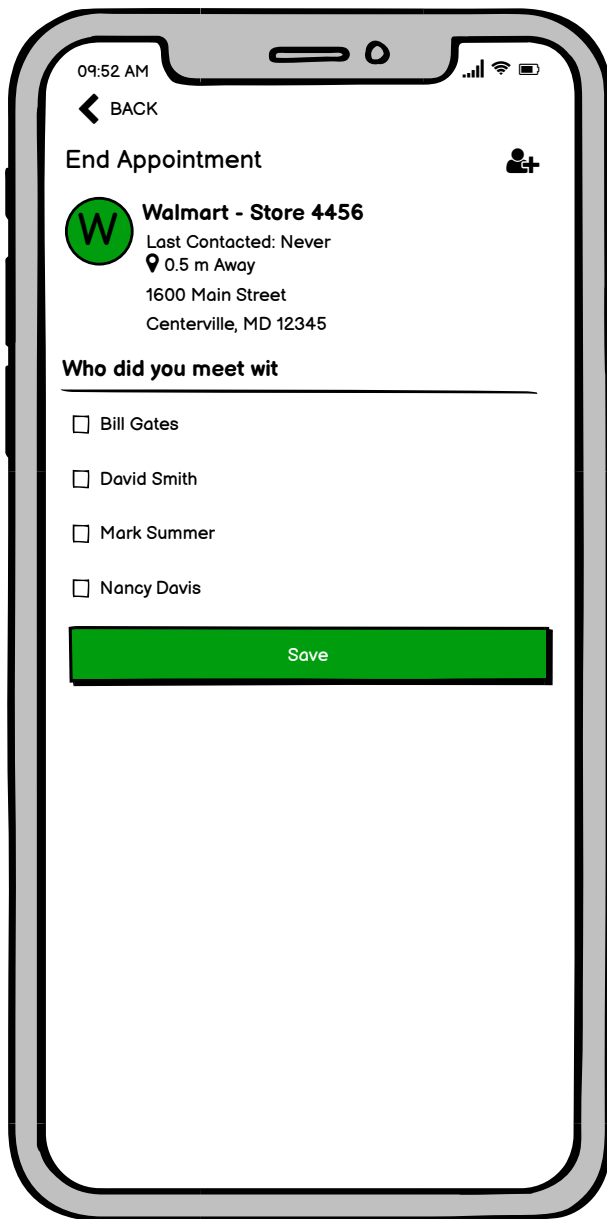 09:52 AM
BACK
End Appointment
W
Walmart - Store 4456
Last Contacted: Never
0.5 m Away
1600 Main Street
Centerville, MD 12345
Who did you meet wit
Bill Gates
David Smith
Mark Summer
Nancy Davis
Save